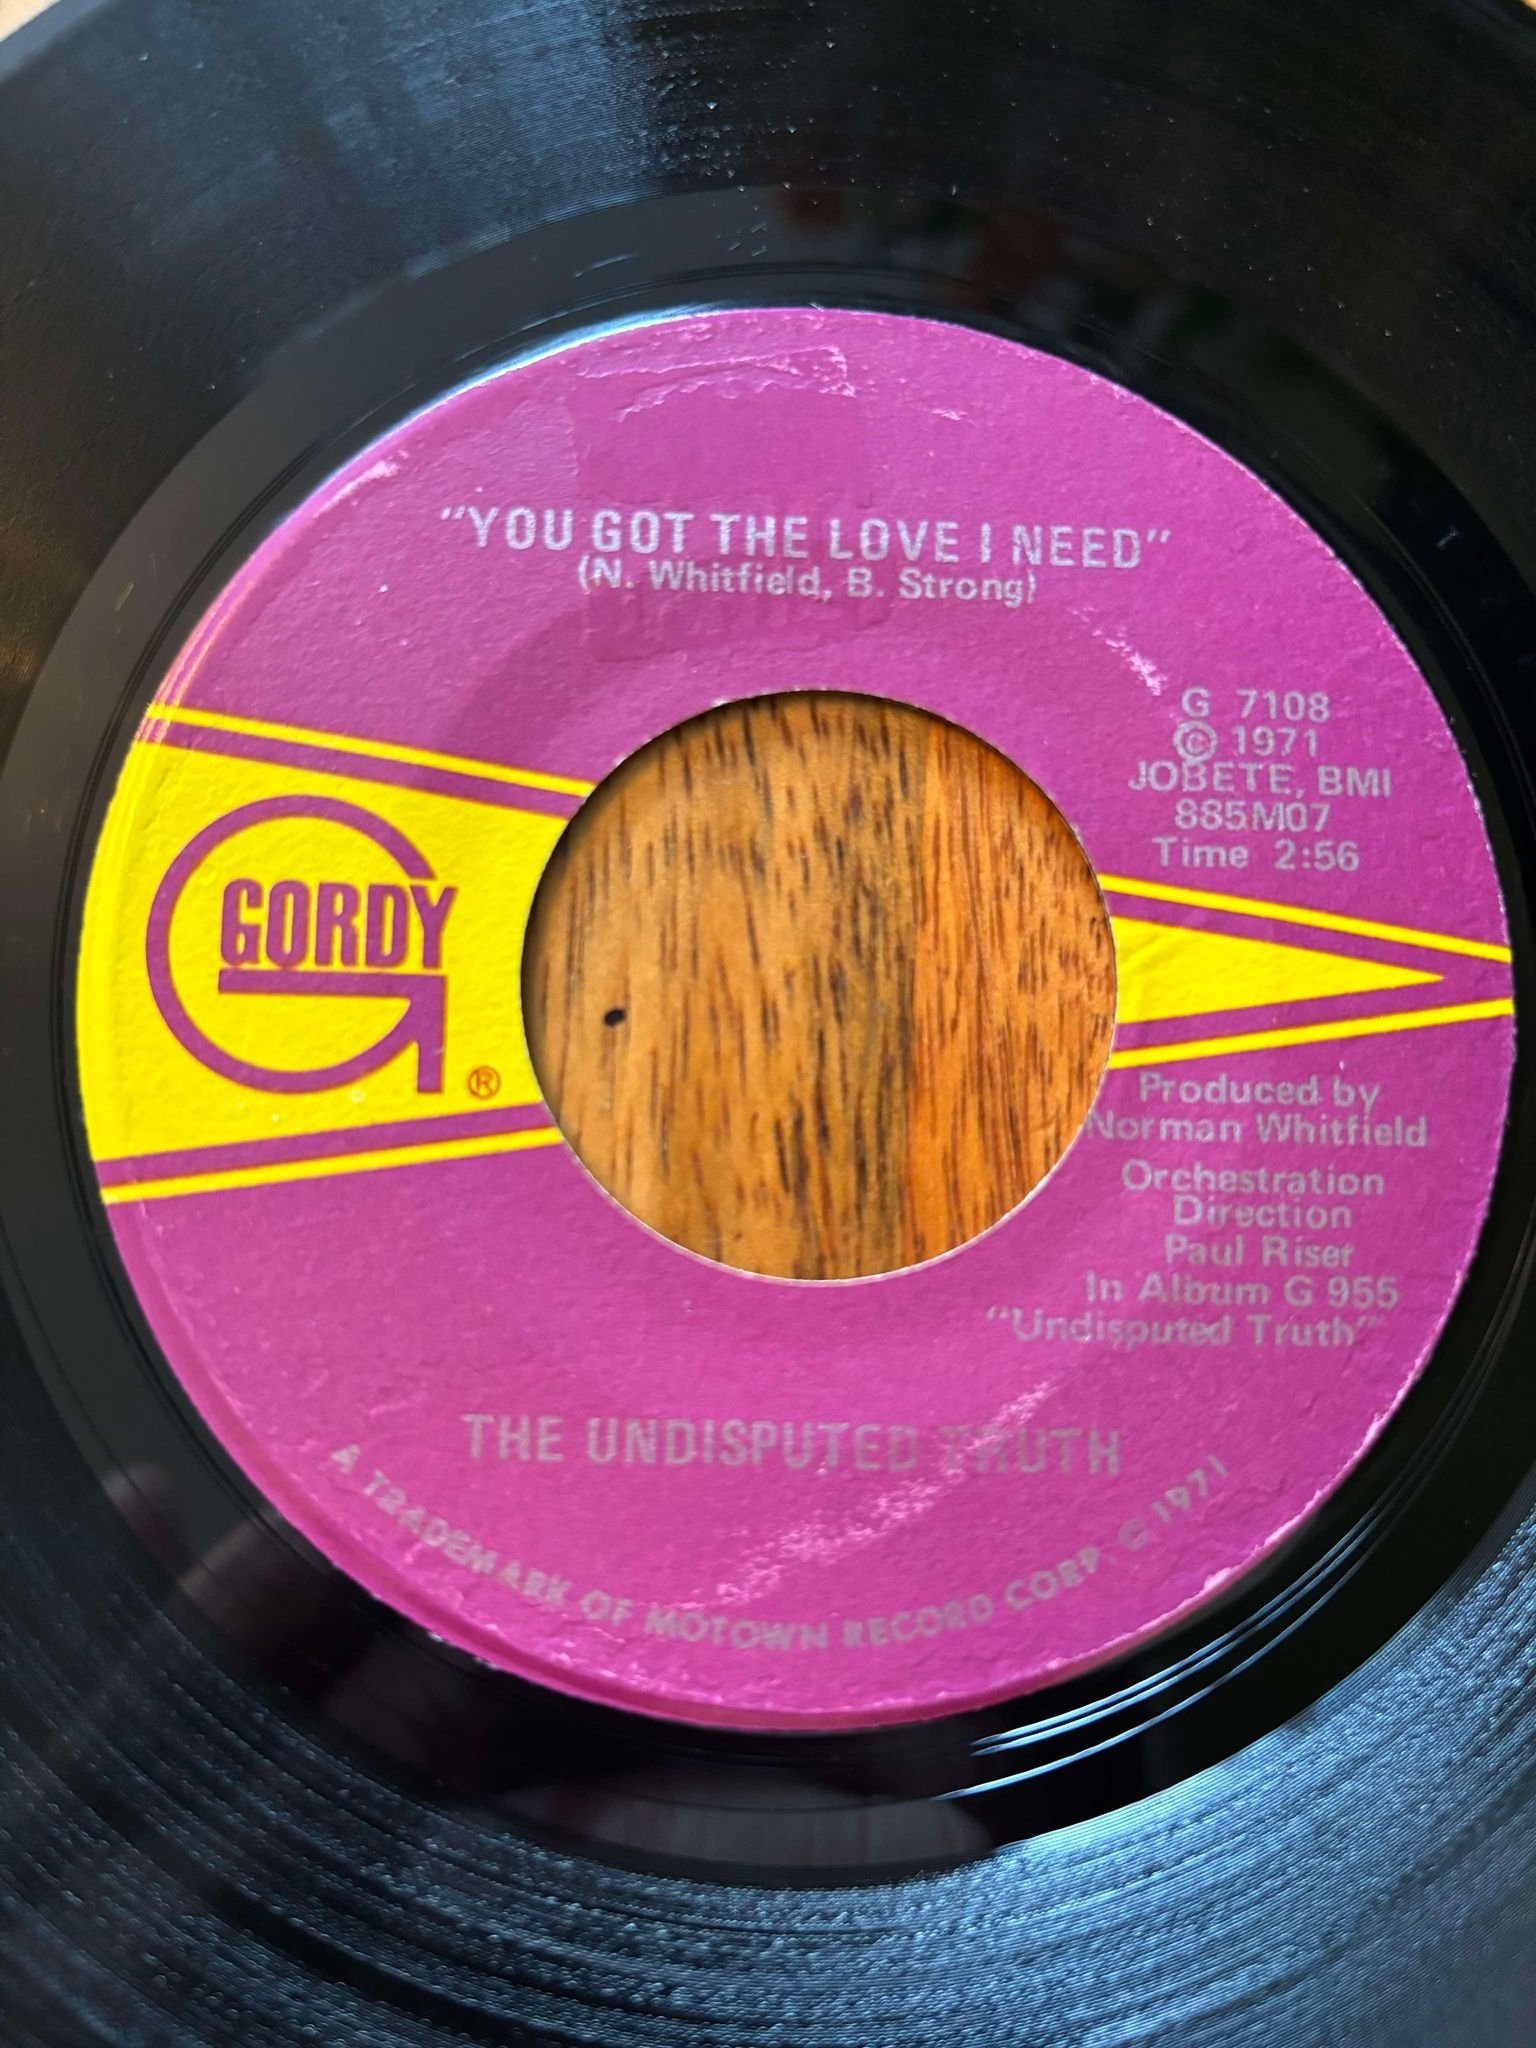 "YOU GOT THE LOVE I NEED"
(N. Whitfield, B. Strong)
G 7108
© 1971
JOBETE, BMI
885M07
Time 2:56
GORDY
®
Produced by
Norman Whitfield
Orchestration
Direction
Paul Riser
In Album G 955
"Undisputed Truth"
THE UNDISPUTED TRUTH
A TRADEMARK OF MOTOWN RECORD CORP. © 1971